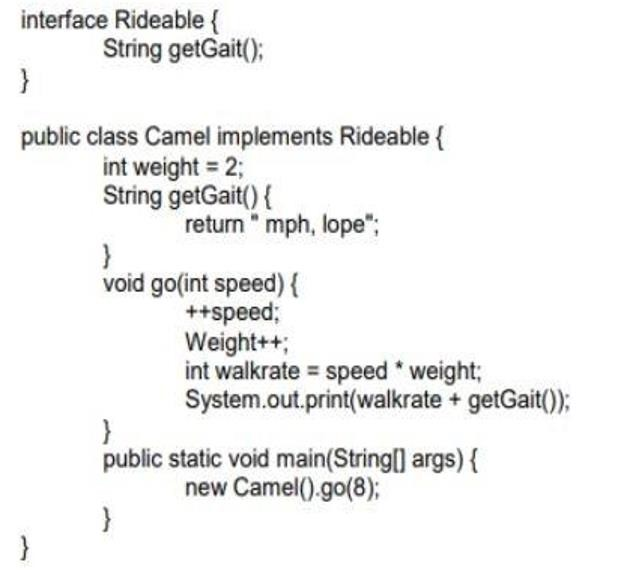 interface Rideable {
String getGait();
}
public class Camel implements Rideable {
int weight = 2;
String getGait() {
return " mph, lope";
}
void go(int speed) {
++speed;
Weight++;
int walkrate = speed * weight;
System.out.print(walkrate + getGait());
}
public static void main(String[] args) {
new Camel().go(8);
}
}